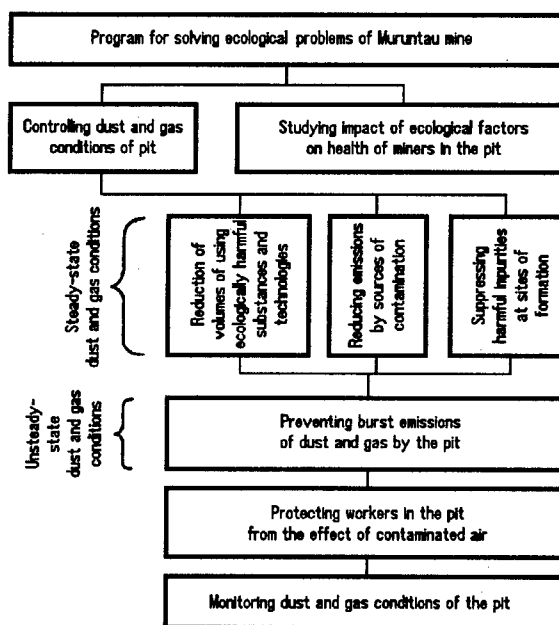 Program for solving ecological problems of Muruntau mine
Controlling dust and gas
conditions of pit
Studying impact of ecological factors
on health of miners in the pit
Steady-state
dust and gas conditions
Reduction of
volumes of using
ecologically harmful
substances and
technologies
Reducing emissions
by sources of
contamination
Suppressing
harmful impurities
at sites of
formation
Unsteady-
state
dust and gas
conditions
Preventing burst emissions
of dust and gas by the pit
Protecting workers in the pit
from the effect of contaminated air
Monitoring dust and gas conditions of the pit